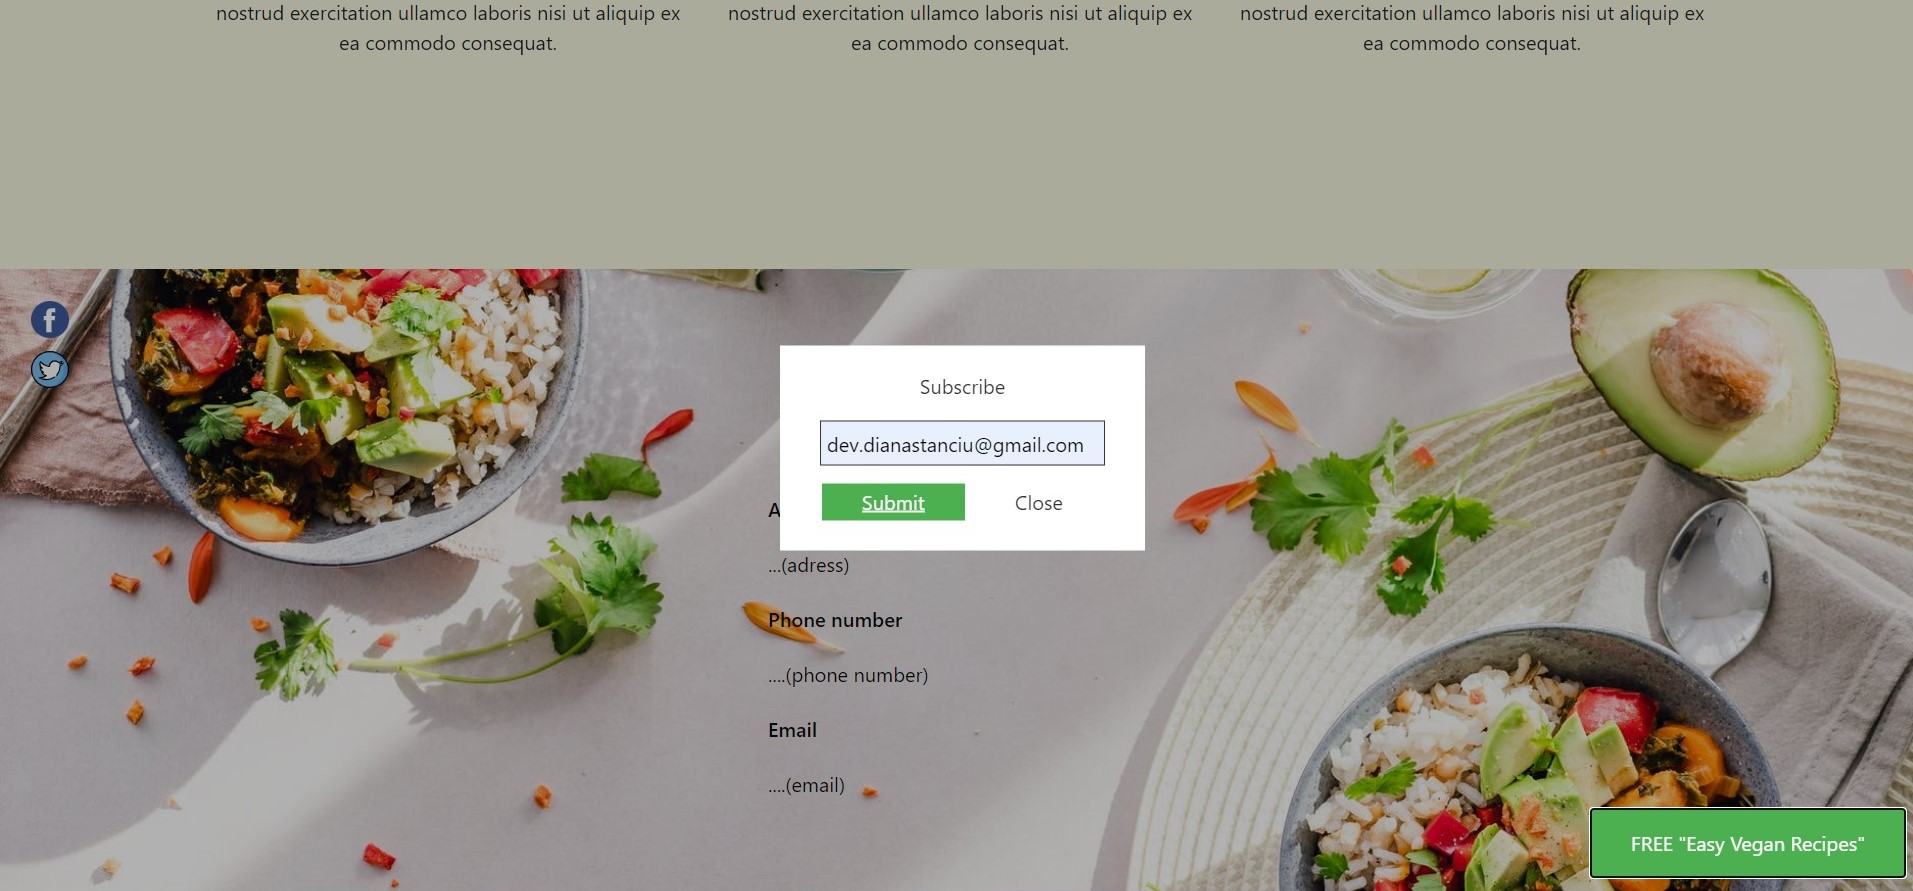 nostrud exercitation ullamco laboris nisi ut aliquip ex
ea commodo consequat.
nostrud exercitation ullamco laboris nisi ut aliquip ex
ea commodo consequat.
nostrud exercitation ullamco laboris nisi ut aliquip ex
ea commodo consequat.
Subscribe
dev.dianastanciu@gmail.com
Submit Close
A
...(adress)
Phone number
....(phone number)
Email
....(email)
FREE "Easy Vegan Recipes"